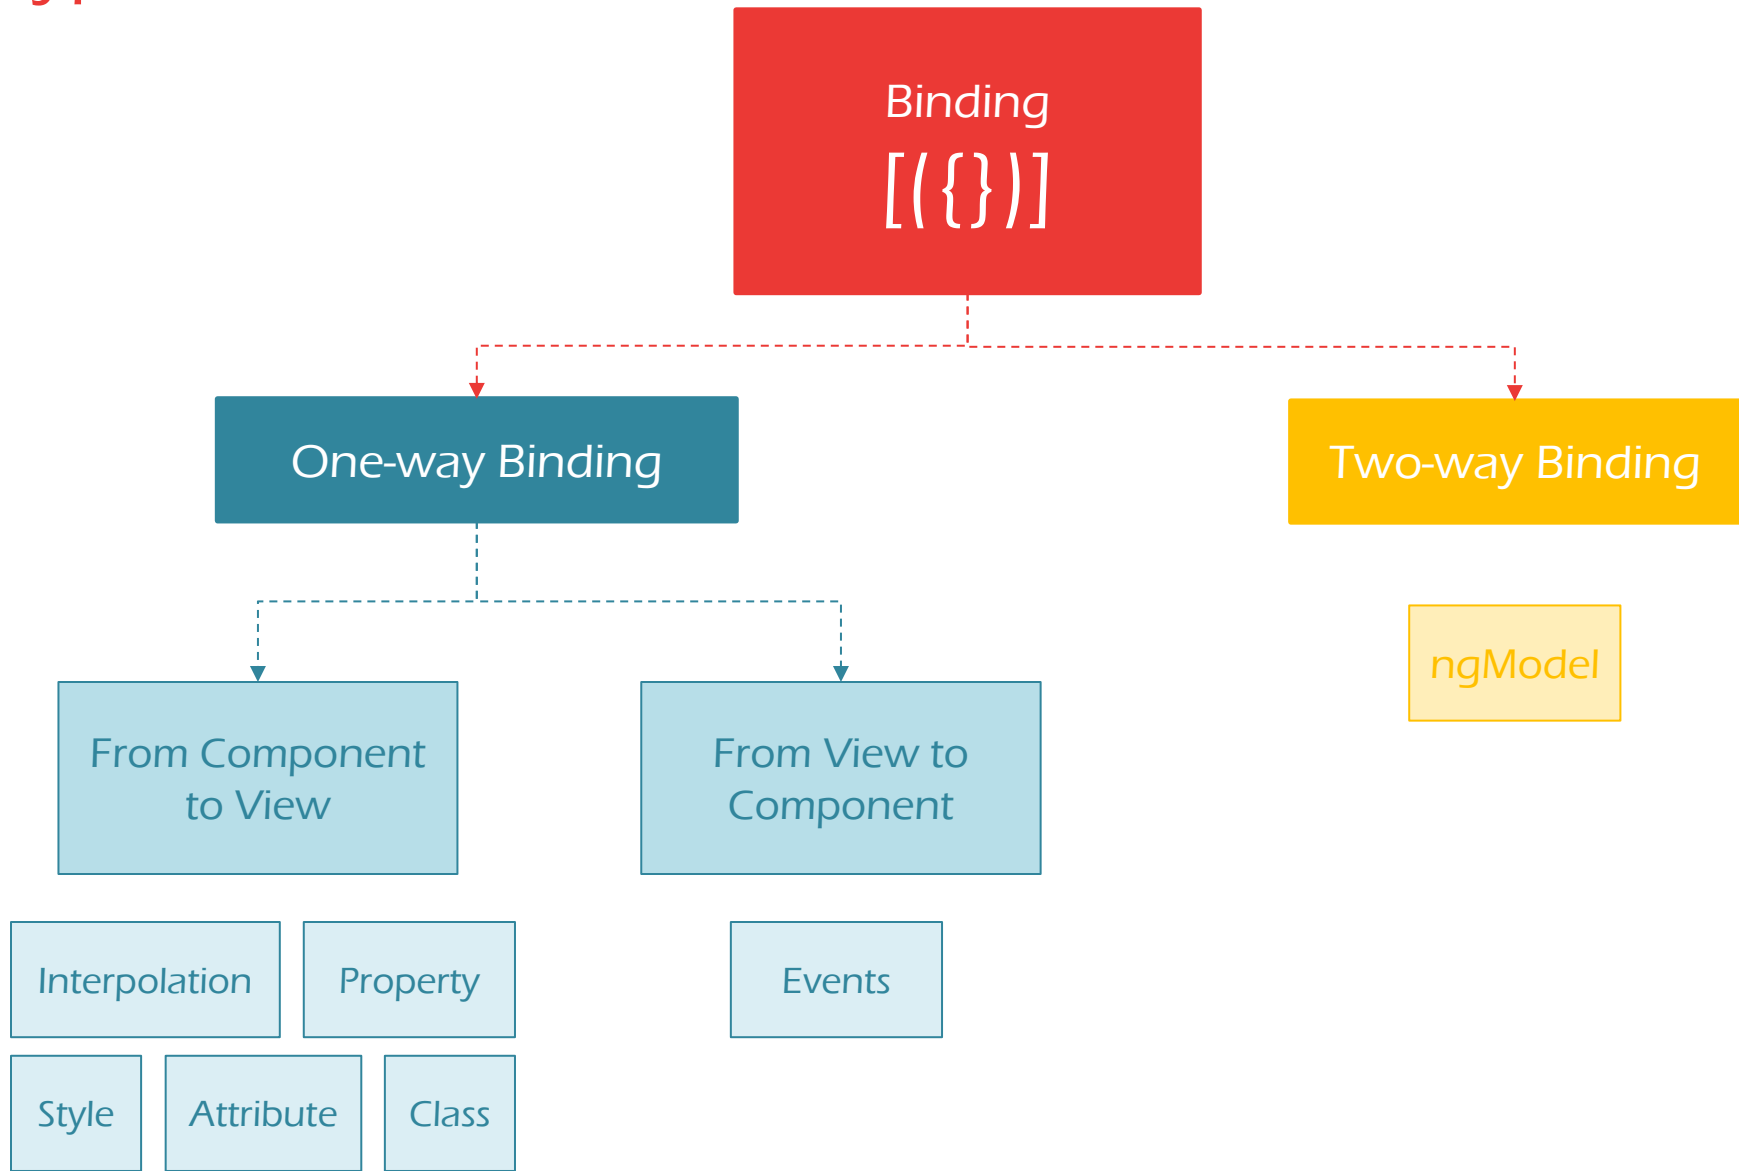 Binding
[({})]
One-way Binding
Two-way Binding
ngModel
From Component
to View
From View to
Component
Interpolation
Property
Events
Style
Attribute
Class